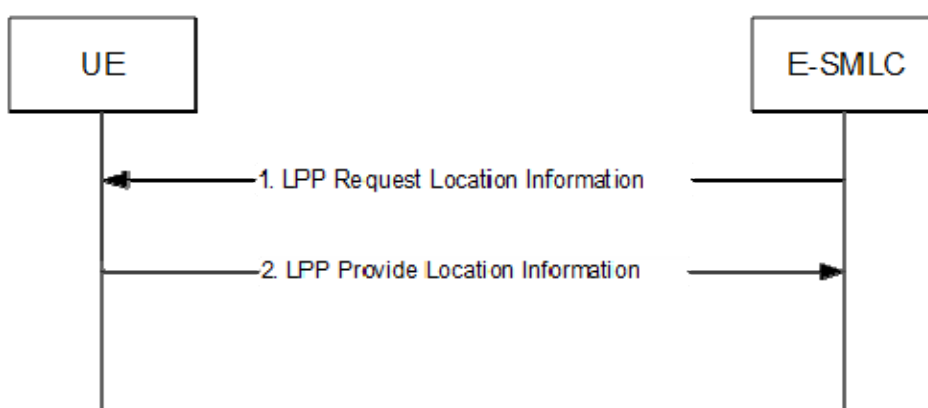 UE
E-SMLC
1. LPP Request Location Information
2. LPP Provide Location Information